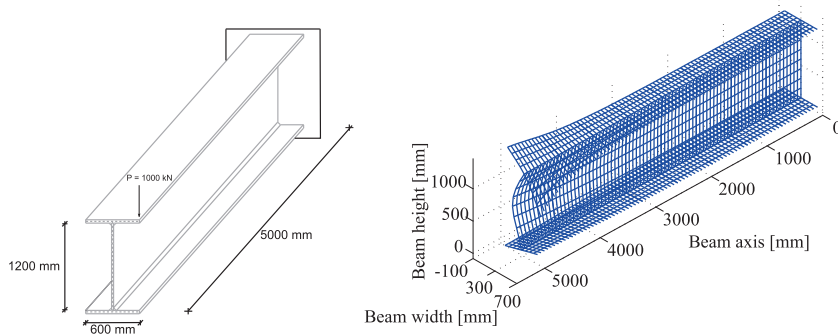 P = 1000 kN
5000 mm
1200 mm
600 mm
Beam height [mm]
1000
500
0
-100
300
700
Beam width [mm]
5000
4000
3000
2000
1000
0
Beam axis [mm]